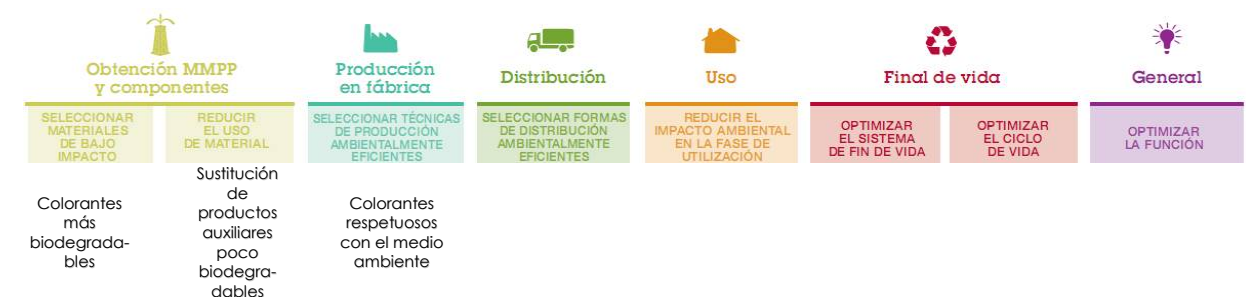 Obtención MMPP
y componentes
Producción
en fábrica
Distribución
Uso
Final de vida
General
SELECCIONAR
MATERIALES
DE BAJO
IMPACTO
REDUCIR
EL USO
DE MATERIAL
SELECCIONAR TÉCNICAS
DE PRODUCCIÓN
AMBIENTALMENTE
EFICIENTES
SELECCIONAR FORMAS
DE DISTRIBUCIÓN
AMBIENTALMENTE
EFICIENTES
REDUCIR EL
IMPACTO AMBIENTAL
EN LA FASE DE
UTILIZACIÓN
OPTIMIZAR
EL SISTEMA
DE FIN DE VIDA
OPTIMIZAR
EL CICLO
DE VIDA
OPTIMIZAR
LA FUNCIÓN
Colorantes
más
biodegrada-
bles
Sustitución
de
productos
auxiliares
poco
biodegra-
dables
Colorantes
respetuosos
con el medio
ambiente